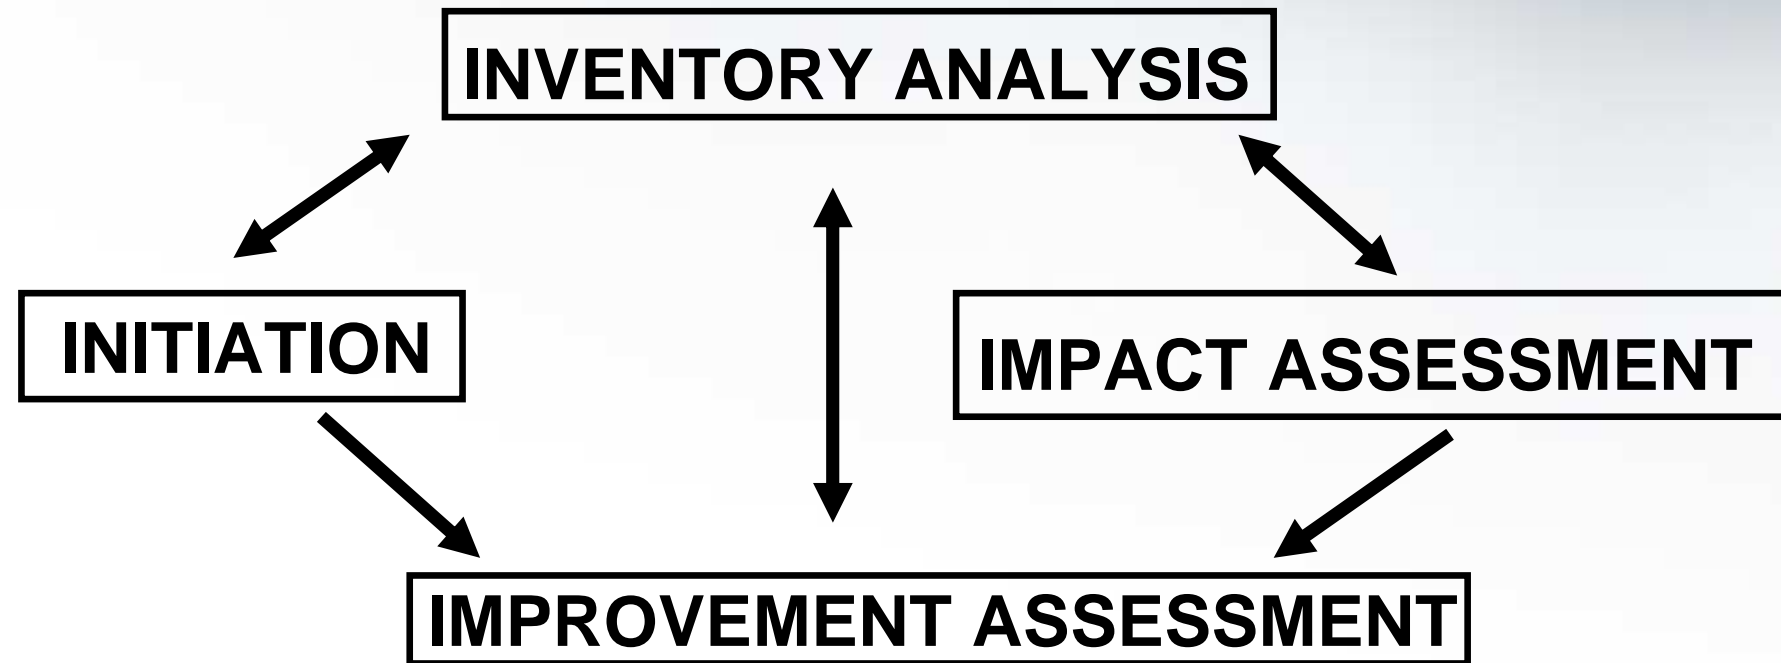 INVENTORY ANALYSIS
INITIATION
IMPACT ASSESSMENT
IMPROVEMENT ASSESSMENT